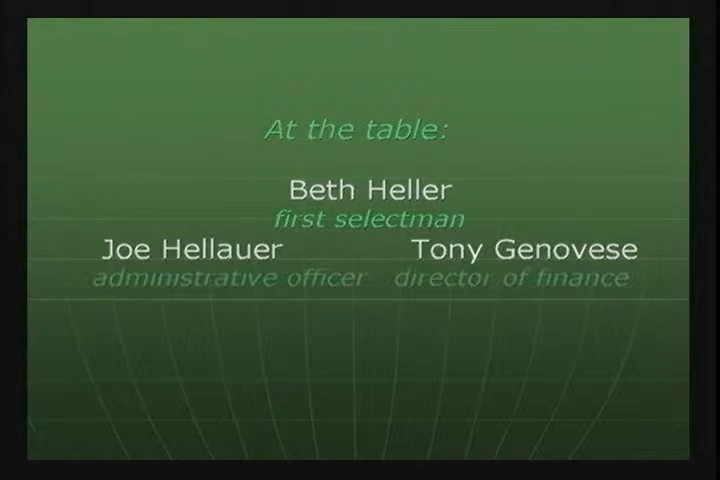 At the table:
Beth Heller
first selectman
Joe Hellauer Tony Genovese
administrative officer director of finance